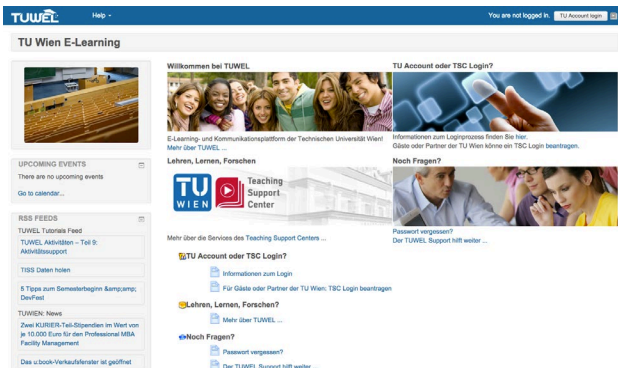 TUWEL
Help
You are not logged in.
TU Account login
TU Wien E-Learning
UPCOMING EVENTS
There are no upcoming events
Go to calendar...
RSS FEEDS
TUWEL Tutorials Feed
TUWEL Aktivitäten – Teil 9:
Aktivitätssupport
TISS Daten holen
5 Tipps zum Semesterbeginn &amp;amp;
DevFest
TUWIEN: News
Zwei KURIER-Teil-Stipendien im Wert von
je 10.000 Euro für den Professional MBA
Facility Management
Das u:book-Verkaufsfenster ist geöffnet
Willkommen bei TUWEL
E-Learning- und Kommunikationsplattform der Technischen Universität Wien!
Mehr über TUWEL ...
TU Account oder TSC Login?
Informationen zum Loginprozess finden Sie hier.
Gäste oder Partner der TU Wien könne ein TSC Login beantragen.
Lehren, Lernen, Forschen
TU
WIEN
Teaching
Support
Center
Mehr über die Services des Teaching Support Centers ...
Noch Fragen?
Passwort vergessen?
Der TUWEL Support hilft weiter ...
TU Account oder TSC Login?
Informationen zum Login
Für Gäste oder Partner der TU Wien: TSC Login beantragen
Lehren, Lernen, Forschen?
Mehr über TUWEL ...
Noch Fragen?
Passwort vergessen?
Der TUWEL Support hilft weiter ...